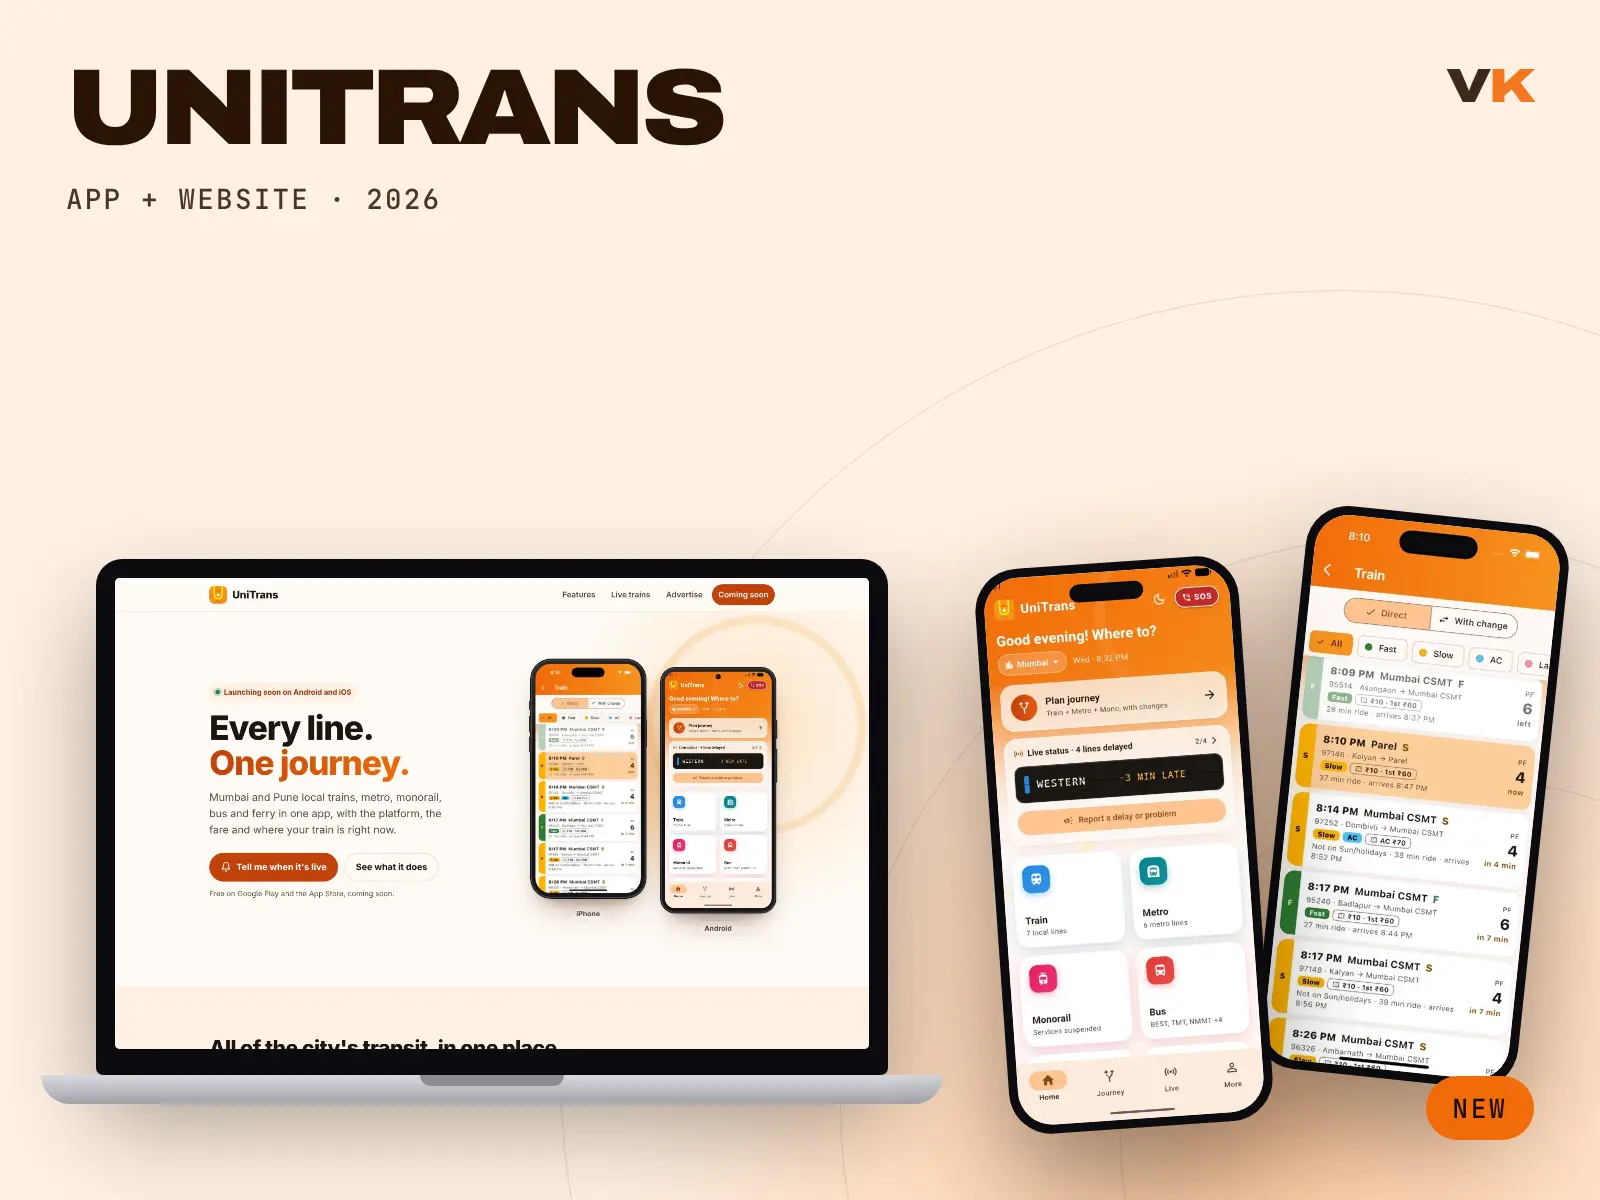 UNITRANS
VK
APP + WEBSITE · 2026
UniTrans
Features
Live trains
Advertise
Coming soon
Launching soon on Android and iOS
Every line.
One journey.
Mumbai and Pune local trains, metro, monorail,
bus and ferry in one app, with the platform, the
fare and where your train is right now.
Tell me when it's live
See what it does
Free on Google Play and the App Store, coming soon.
iPhone
Android
All of the city's transit, in one place
UniTrans
SOS
Good evening! Where to?
Mumbai
Wed · 8:32 PM
Plan journey
Train + Metro + Mono, with changes
Live status · 4 lines delayed
2/4
WESTERN
~3 MIN LATE
Report a delay or problem
Train
7 local lines
Metro
6 metro lines
Monorail
Services suspended
Bus
BEST, TMT, NMMT +4
Home
Journey
Live
More
8:10
Train
Direct
With change
All
Fast
Slow
AC
La
8:09 PM Mumbai CSMT F
95514 · Asangaon → Mumbai CSMT
Fast
₹10 · 1st ₹60
28 min ride · arrives 8:37 PM
PF
6
left
F
8:10 PM Parel S
97146 · Kalyan → Parel
Slow
₹10 · 1st ₹60
37 min ride · arrives 8:47 PM
PF
4
now
S
8:14 PM Mumbai CSMT S
97252 · Dombivli → Mumbai CSMT
Slow
AC
AC ₹70
Not on Sun/holidays · 38 min ride · arrives
8:52 PM
PF
4
in 4 min
S
8:17 PM Mumbai CSMT F
95240 · Badlapur → Mumbai CSMT
Fast
₹10 · 1st ₹60
27 min ride · arrives 8:44 PM
PF
6
in 7 min
F
8:17 PM Mumbai CSMT S
97148 · Kalyan → Mumbai CSMT
Slow
₹10 · 1st ₹60
Not on Sun/holidays · 39 min ride · arrives
8:56 PM
PF
4
in 7 min
S
8:26 PM Mumbai CSMT S
96326 · Ambarnath → Mumbai CSMT
Slow
₹10 · 1st ₹60
PF
NEW